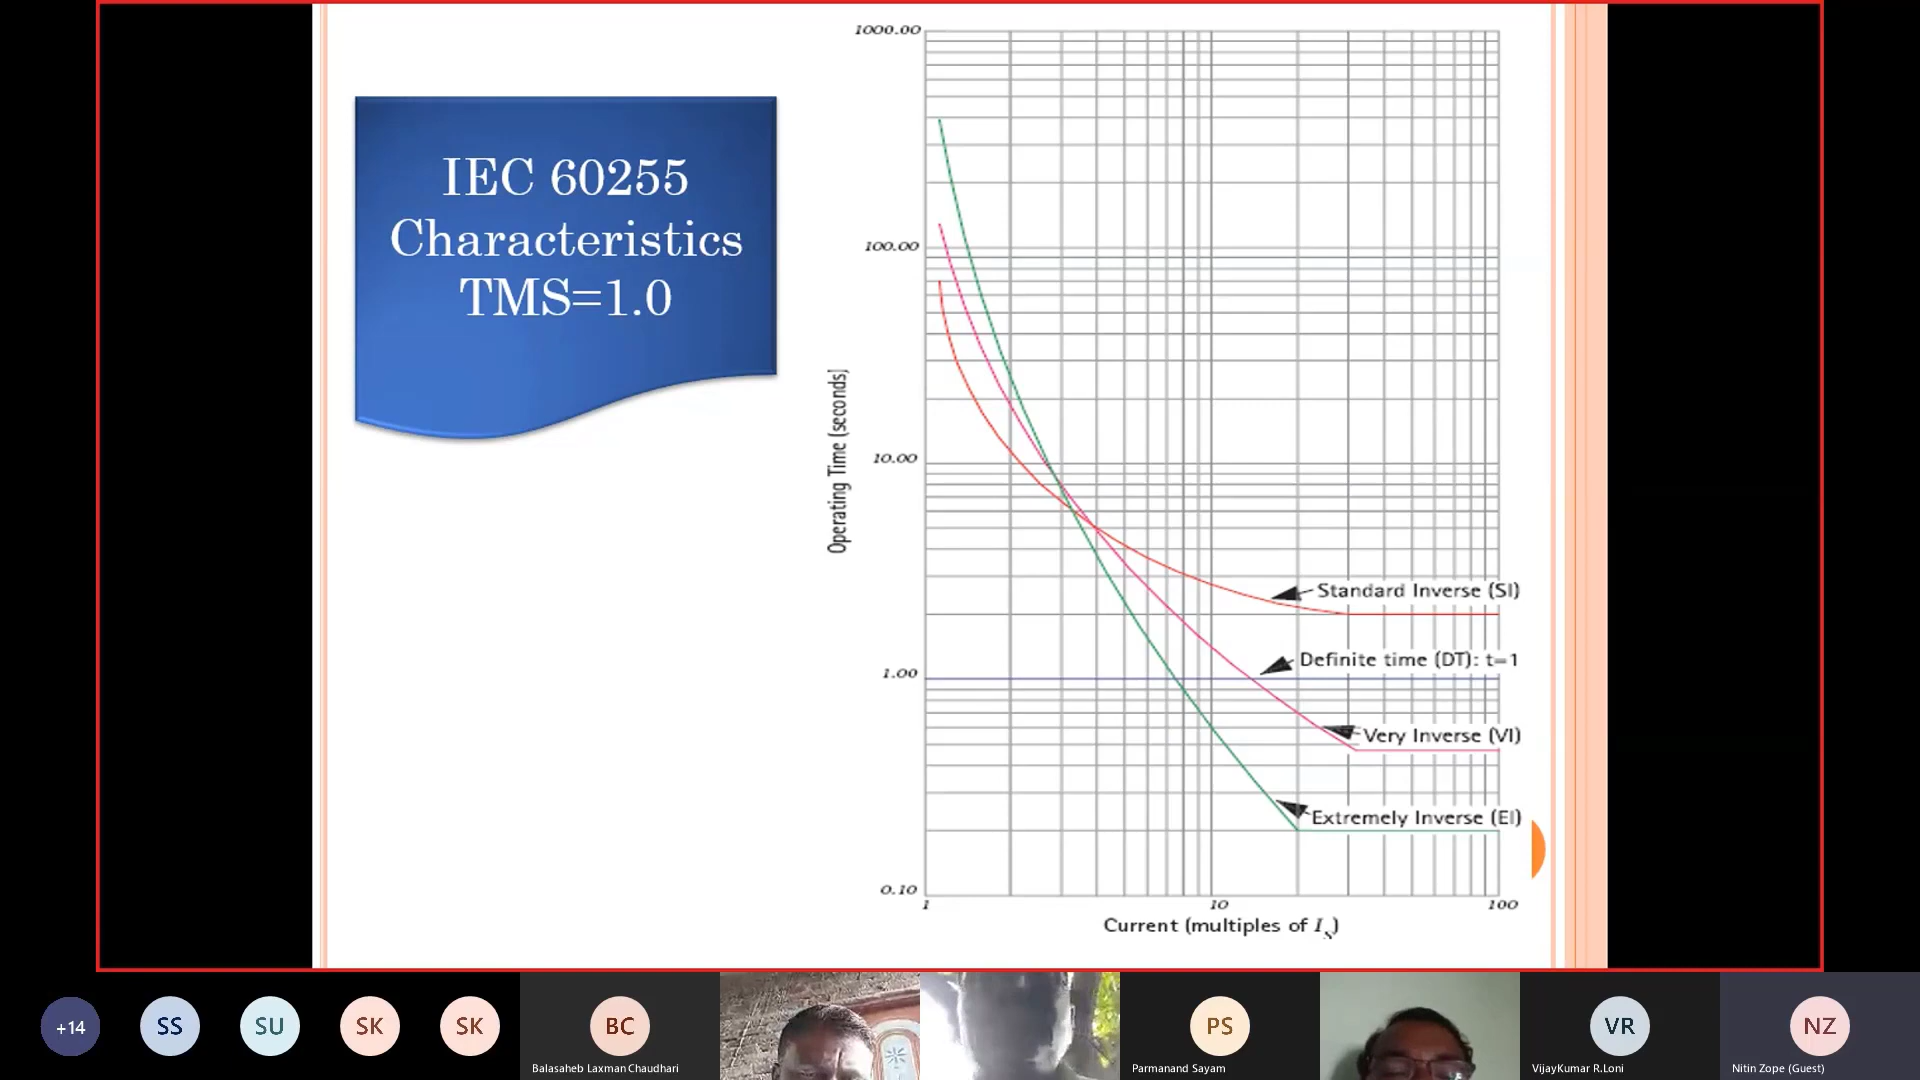 IEC 60255
Characteristics
TMS=1.0
1000.00
100.00
10.00
1.00
0.10
Operating Time (seconds)
Standard Inverse (SI)
Definite time (DT): t=1
Very Inverse (VI)
Extremely Inverse (EI)
1
10
100
Current (multiples of Is)
+14
SS
SU
SK
SK
BC
Balasaheb Laxman Chaudhari
PS
Parmanand Sayam
VR
VijayKumar R.Loni
NZ
Nitin Zope (Guest)